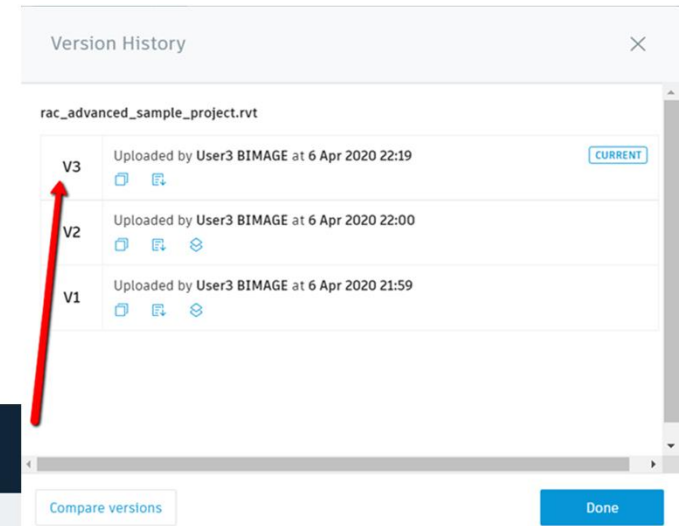 Version History
rac_advanced_sample_project.rvt
V3
Uploaded by User3 BIMAGE at 6 Apr 2020 22:19
CURRENT
V2
Uploaded by User3 BIMAGE at 6 Apr 2020 22:00
V1
Uploaded by User3 BIMAGE at 6 Apr 2020 21:59
Compare versions
Done